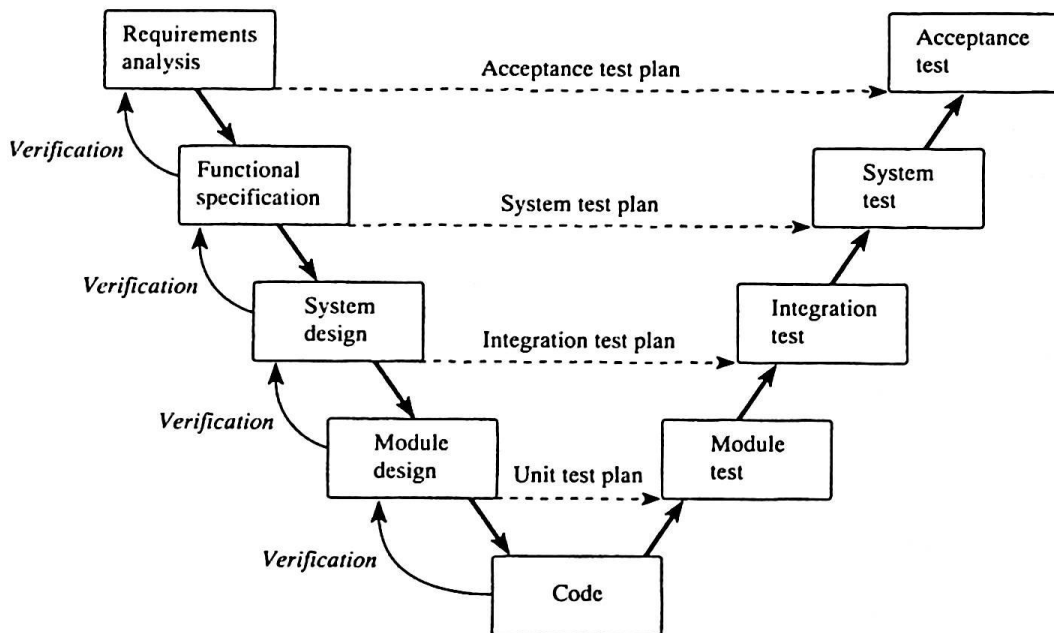 Requirements
analysis
Acceptance test plan
Acceptance
test
Verification
Functional
specification
System test plan
System
test
Verification
System
design
Integration test plan
Integration
test
Verification
Module
design
Unit test plan
Module
test
Verification
Code